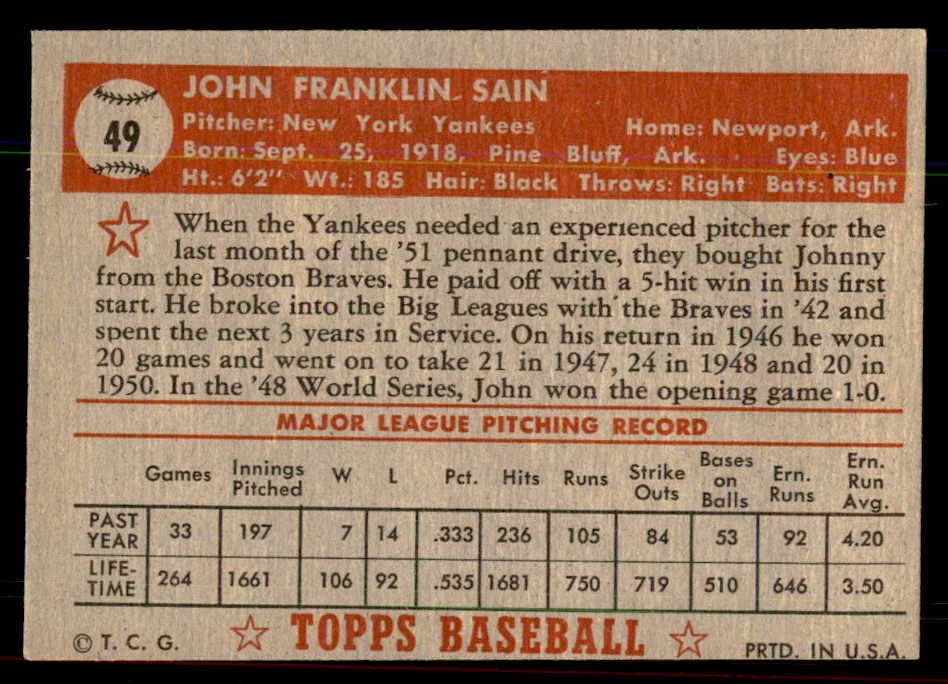 49
JOHN FRANKLIN SAIN
Pitcher: New York Yankees Home: Newport, Ark.
Born: Sept. 25, 1918, Pine Bluff, Ark. Eyes: Blue
Ht.: 6'2" Wt.: 185 Hair: Black Throws: Right Bats: Right
When the Yankees needed an experienced pitcher for the
last month of the '51 pennant drive, they bought Johnny
from the Boston Braves. He paid off with a 5-hit win in his first
start. He broke into the Big Leagues with the Braves in '42 and
spent the next 3 years in Service. On his return in 1946 he won
20 games and went on to take 21 in 1947, 24 in 1948 and 20 in
1950. In the '48 World Series, John won the opening game 1-0.
MAJOR LEAGUE PITCHING RECORD
Games Innings Pitched W L Pct. Hits Runs Strike Outs Bases on Balls Ern. Runs Ern. Run Avg.
PAST YEAR 33 197 7 14 .333 236 105 84 53 92 4.20
LIFE-TIME 264 1661 106 92 .535 1681 750 719 510 646 3.50
© T. C. G. TOPPS BASEBALL PRTD. IN U.S.A.